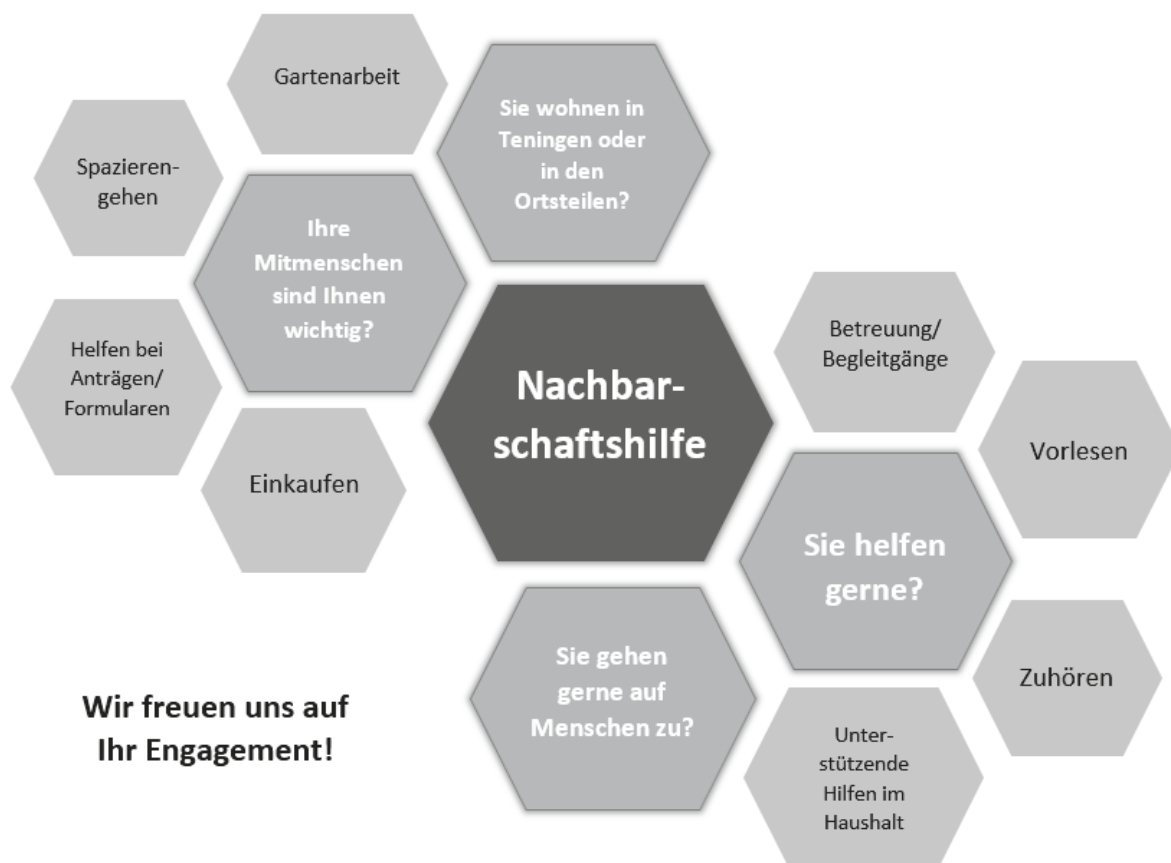 Gartenarbeit
Sie wohnen in
Teningen oder
in den
Ortsteilen?
Spazieren-
gehen
Ihre
Mitmenschen
sind Ihnen
wichtig?
Helfen bei
Anträgen/
Formularen
Einkaufen
Nachbar-
schaftshilfe
Betreuung/
Begleitgänge
Vorlesen
Sie helfen
gerne?
Zuhören
Sie gehen
gerne auf
Menschen zu?
Unter-
stützende
Hilfen im
Haushalt
Wir freuen uns auf
Ihr Engagement!